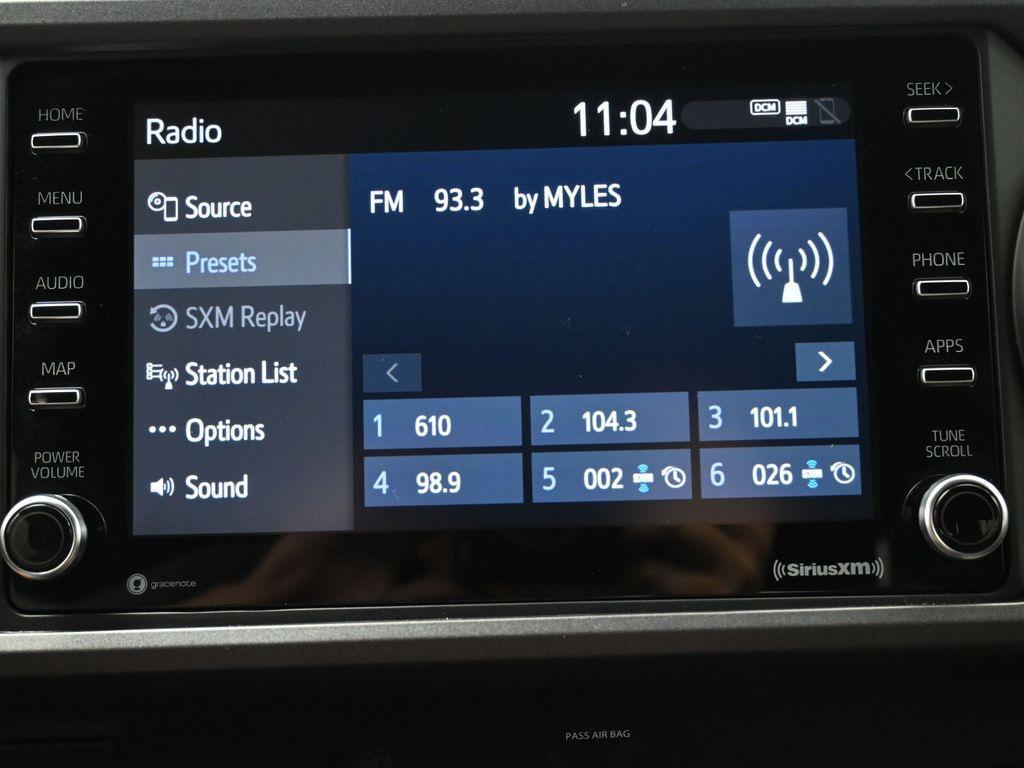 HOME
MENU
AUDIO
MAP
POWER
VOLUME
Radio
11:04
DCM
DCM
Source
Presets
SXM Replay
Station List
Options
Sound
FM 93.3 by MYLES
<
>
1 610
2 104.3
3 101.1
4 98.9
5 002 SXM
6 026 SXM
SEEK >
< TRACK
PHONE
APPS
TUNE
SCROLL
gracenote
((SiriusXM))
PASS AIR BAG